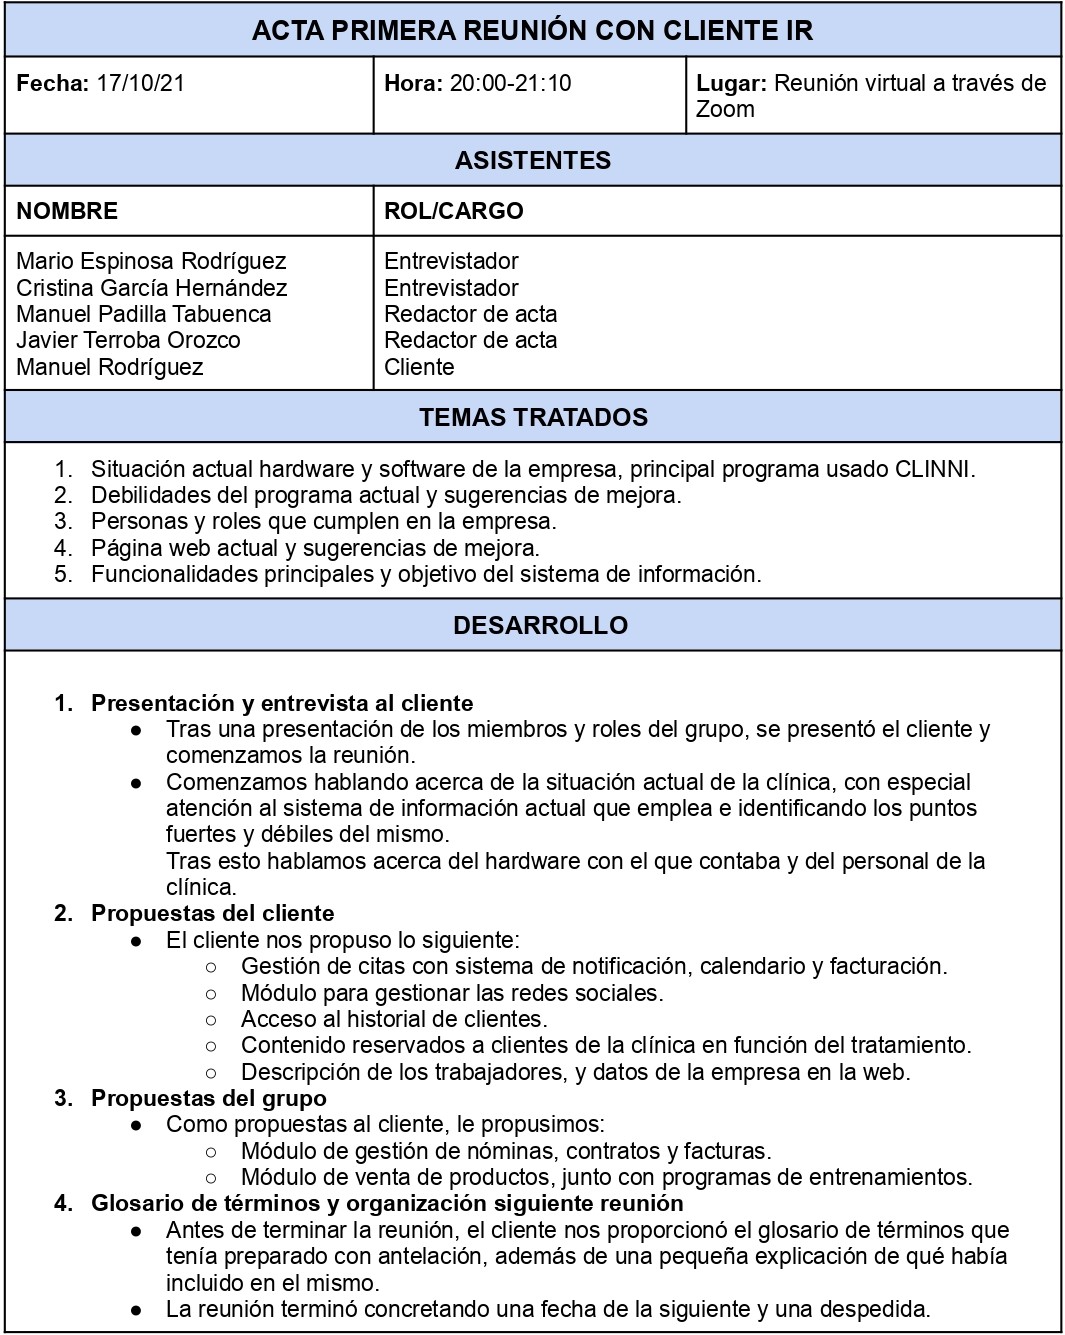 ACTA PRIMERA REUNIÓN CON CLIENTE IR
Fecha: 17/10/21
Hora: 20:00-21:10
Lugar: Reunión virtual a través de
Zoom
ASISTENTES
NOMBRE
ROL/CARGO
Mario Espinosa Rodríguez
Entrevistador
Cristina García Hernández
Entrevistador
Manuel Padilla Tabuenca
Redactor de acta
Javier Terroba Orozco
Redactor de acta
Manuel Rodríguez
Cliente
TEMAS TRATADOS
1. Situación actual hardware y software de la empresa, principal programa usado CLINNI.
2. Debilidades del programa actual y sugerencias de mejora.
3. Personas y roles que cumplen en la empresa.
4. Página web actual y sugerencias de mejora.
5. Funcionalidades principales y objetivo del sistema de información.
DESARROLLO
1. Presentación y entrevista al cliente
● Tras una presentación de los miembros y roles del grupo, se presentó el cliente y
comenzamos la reunión.
● Comenzamos hablando acerca de la situación actual de la clínica, con especial
atención al sistema de información actual que emplea e identificando los puntos
fuertes y débiles del mismo.
Tras esto hablamos acerca del hardware con el que contaba y del personal de la
clínica.
2. Propuestas del cliente
● El cliente nos propuso lo siguiente:
○ Gestión de citas con sistema de notificación, calendario y facturación.
○ Módulo para gestionar las redes sociales.
○ Acceso al historial de clientes.
○ Contenido reservados a clientes de la clínica en función del tratamiento.
○ Descripción de los trabajadores, y datos de la empresa en la web.
3. Propuestas del grupo
● Como propuestas al cliente, le propusimos:
○ Módulo de gestión de nóminas, contratos y facturas.
○ Módulo de venta de productos, junto con programas de entrenamientos.
4. Glosario de términos y organización siguiente reunión
● Antes de terminar la reunión, el cliente nos proporcionó el glosario de términos que
tenía preparado con antelación, además de una pequeña explicación de qué había
incluido en el mismo.
● La reunión terminó concretando una fecha de la siguiente y una despedida.